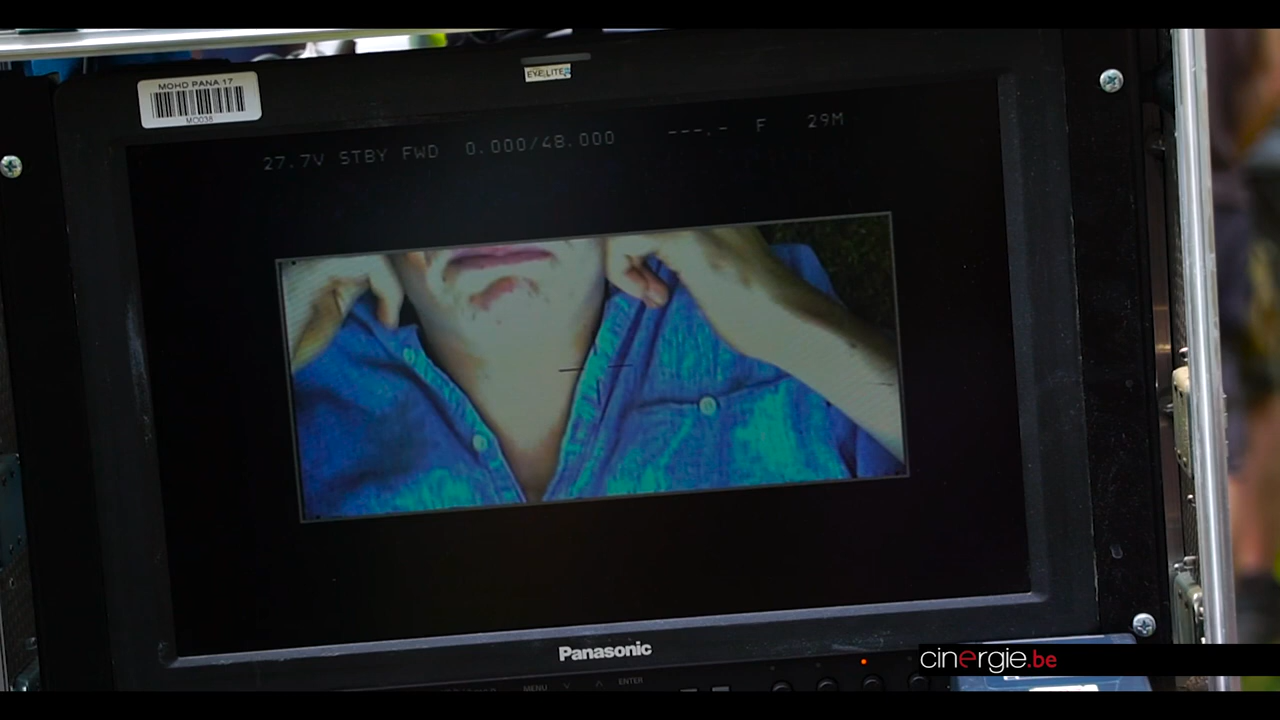 MOHD PANA 17
MC038
EYE LITE
27.7V STBY FWD 0.000/48.000 ---.- F 29M
Panasonic
MENU ENTER
cinergie.be